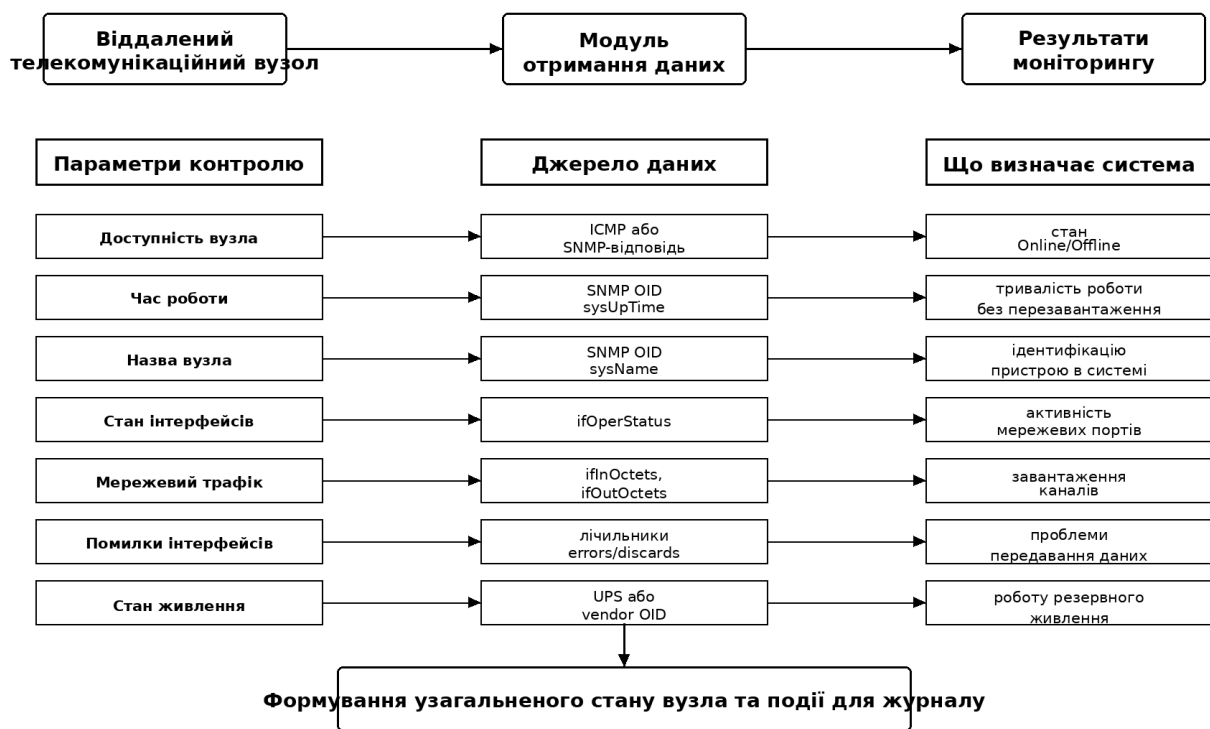 Віддалений
телекомунікаційний вузол
Модуль
отримання даних
Результати
моніторингу
Параметри контролю
Джерело даних
Що визначає система
Доступність вузла
ICMP або
SNMP-відповідь
стан
Online/Offline
Час роботи
SNMP OID
sysUpTime
тривалість роботи
без перезавантаження
Назва вузла
SNMP OID
sysName
ідентифікацію
пристрою в системі
Стан інтерфейсів
ifOperStatus
активність
мережевих портів
Мережевий трафік
ifInOctets,
ifOutOctets
завантаження
каналів
Помилки інтерфейсів
лічильники
errors/discards
проблеми
передавання даних
Стан живлення
UPS або
vendor OID
роботу резервного
живлення
Формування узагальненого стану вузла та події для журналу